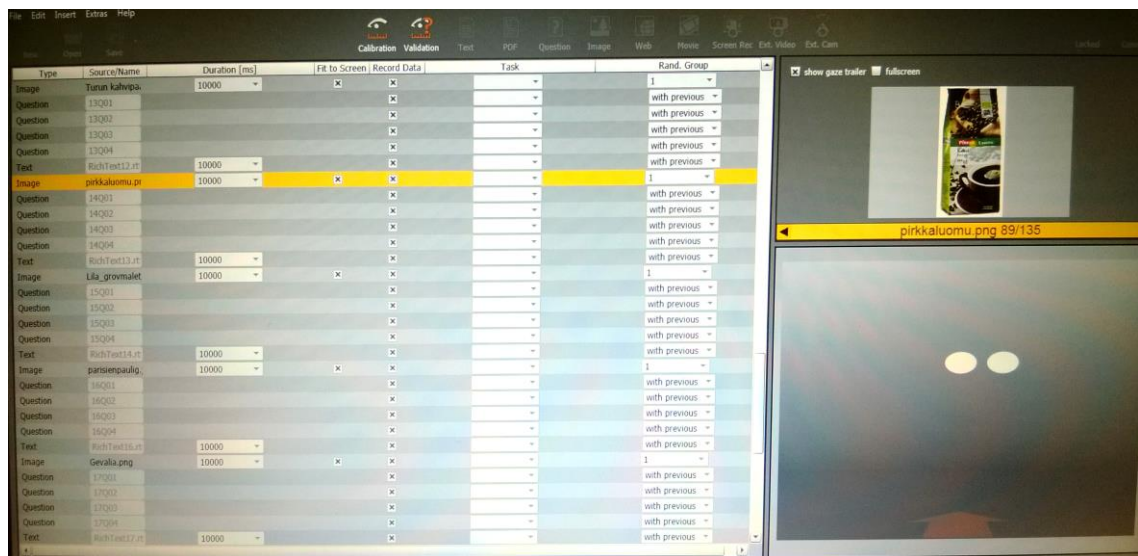 File Edit Insert Extras Help
Open Save
Calibration Validation Text PDF Question Image Web Movie Screen Rec Ext. Video Ext. Cam
Locked
Type Source/Name Duration [ms] Fit to Screen Record Data Task Rand. Group
Image Turun kahvipa. 10000 1
Question 13Q01 with previous
Question 13Q02 with previous
Question 13Q03 with previous
Question 13Q04 with previous
Text RichText12.rt 10000 with previous
Image pirkkaluomu.pr 10000 1
Question 14Q01 with previous
Question 14Q02 with previous
Question 14Q03 with previous
Question 14Q04 with previous
Text RichText13.rt 10000 with previous
Image Lila_grovmalet 10000 1
Question 15Q01 with previous
Question 15Q02 with previous
Question 15Q03 with previous
Question 15Q04 with previous
Text RichText14.rt 10000 with previous
Image parisienpaulig. 10000 1
Question 16Q01 with previous
Question 16Q02 with previous
Question 16Q03 with previous
Question 16Q04 with previous
Text RichText16.rt 10000 with previous
Image Gevalia.png 10000 1
Question 17Q01 with previous
Question 17Q02 with previous
Question 17Q03 with previous
Question 17Q04 with previous
Text RichText17.rt 10000 with previous
show gaze trailer fullscreen
Pirkka
pirkkaluomu.png 89/135